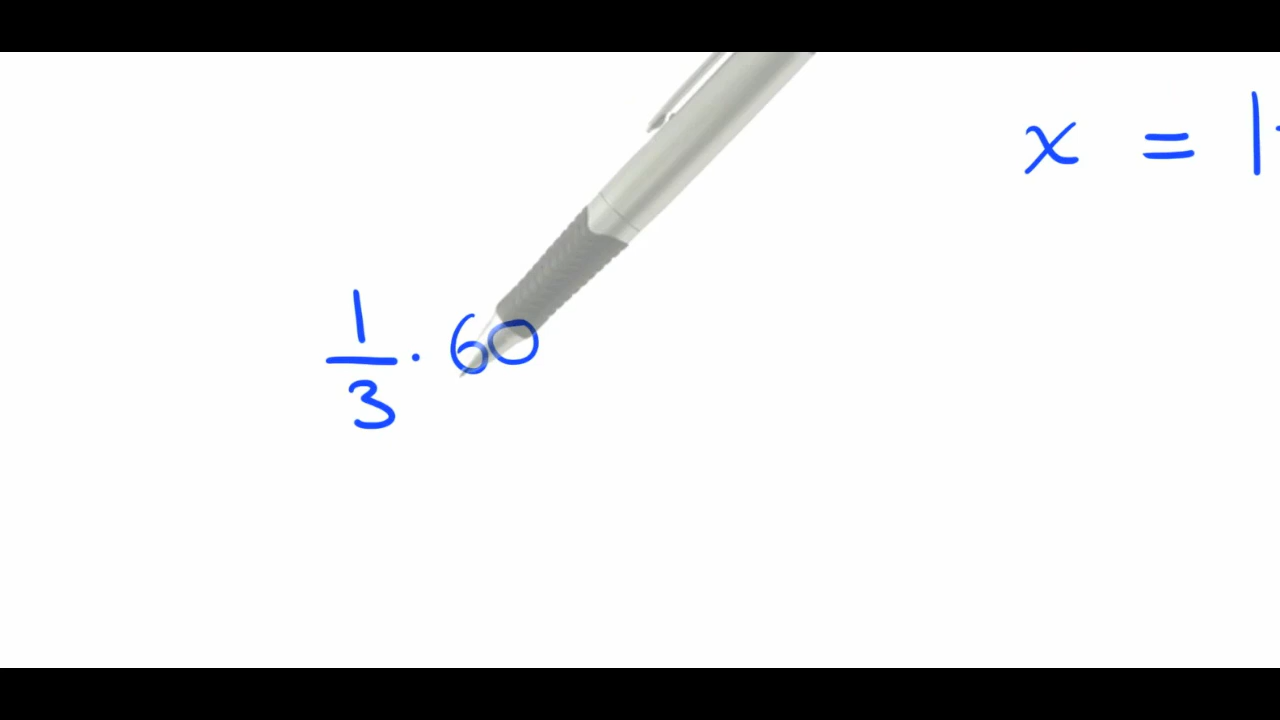 x = 1
1/3 · 60